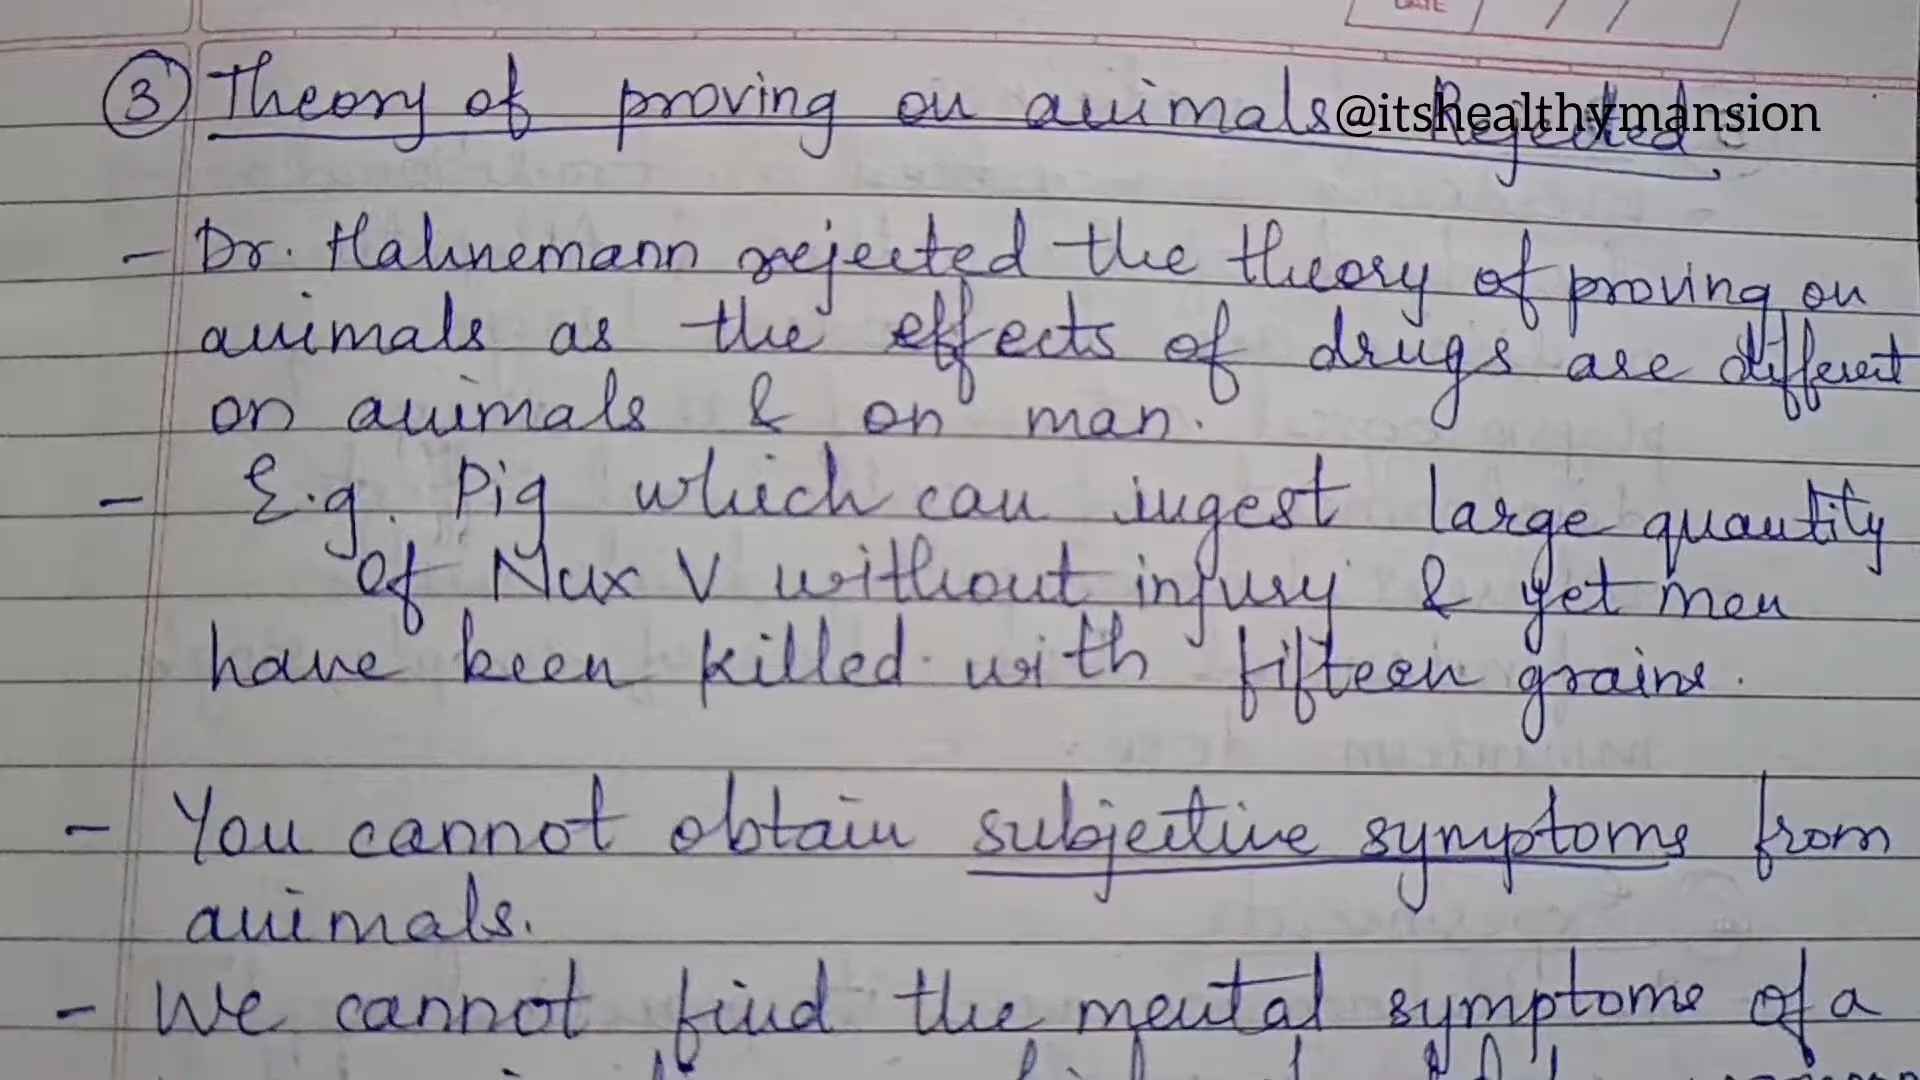 DATE
③ Theory of proving on animals Rejected :-
@itshealthymansion
- Dr. Hahnemann rejected the theory of proving on
animals as the effects of drugs are different
on animals & on man.
- E.g. Pig which can ingest large quantity
of Nux V without injury & yet men
have been killed with fifteen grains.
- You cannot obtain subjective symptoms from
animals.
- We cannot find the mental symptoms of a